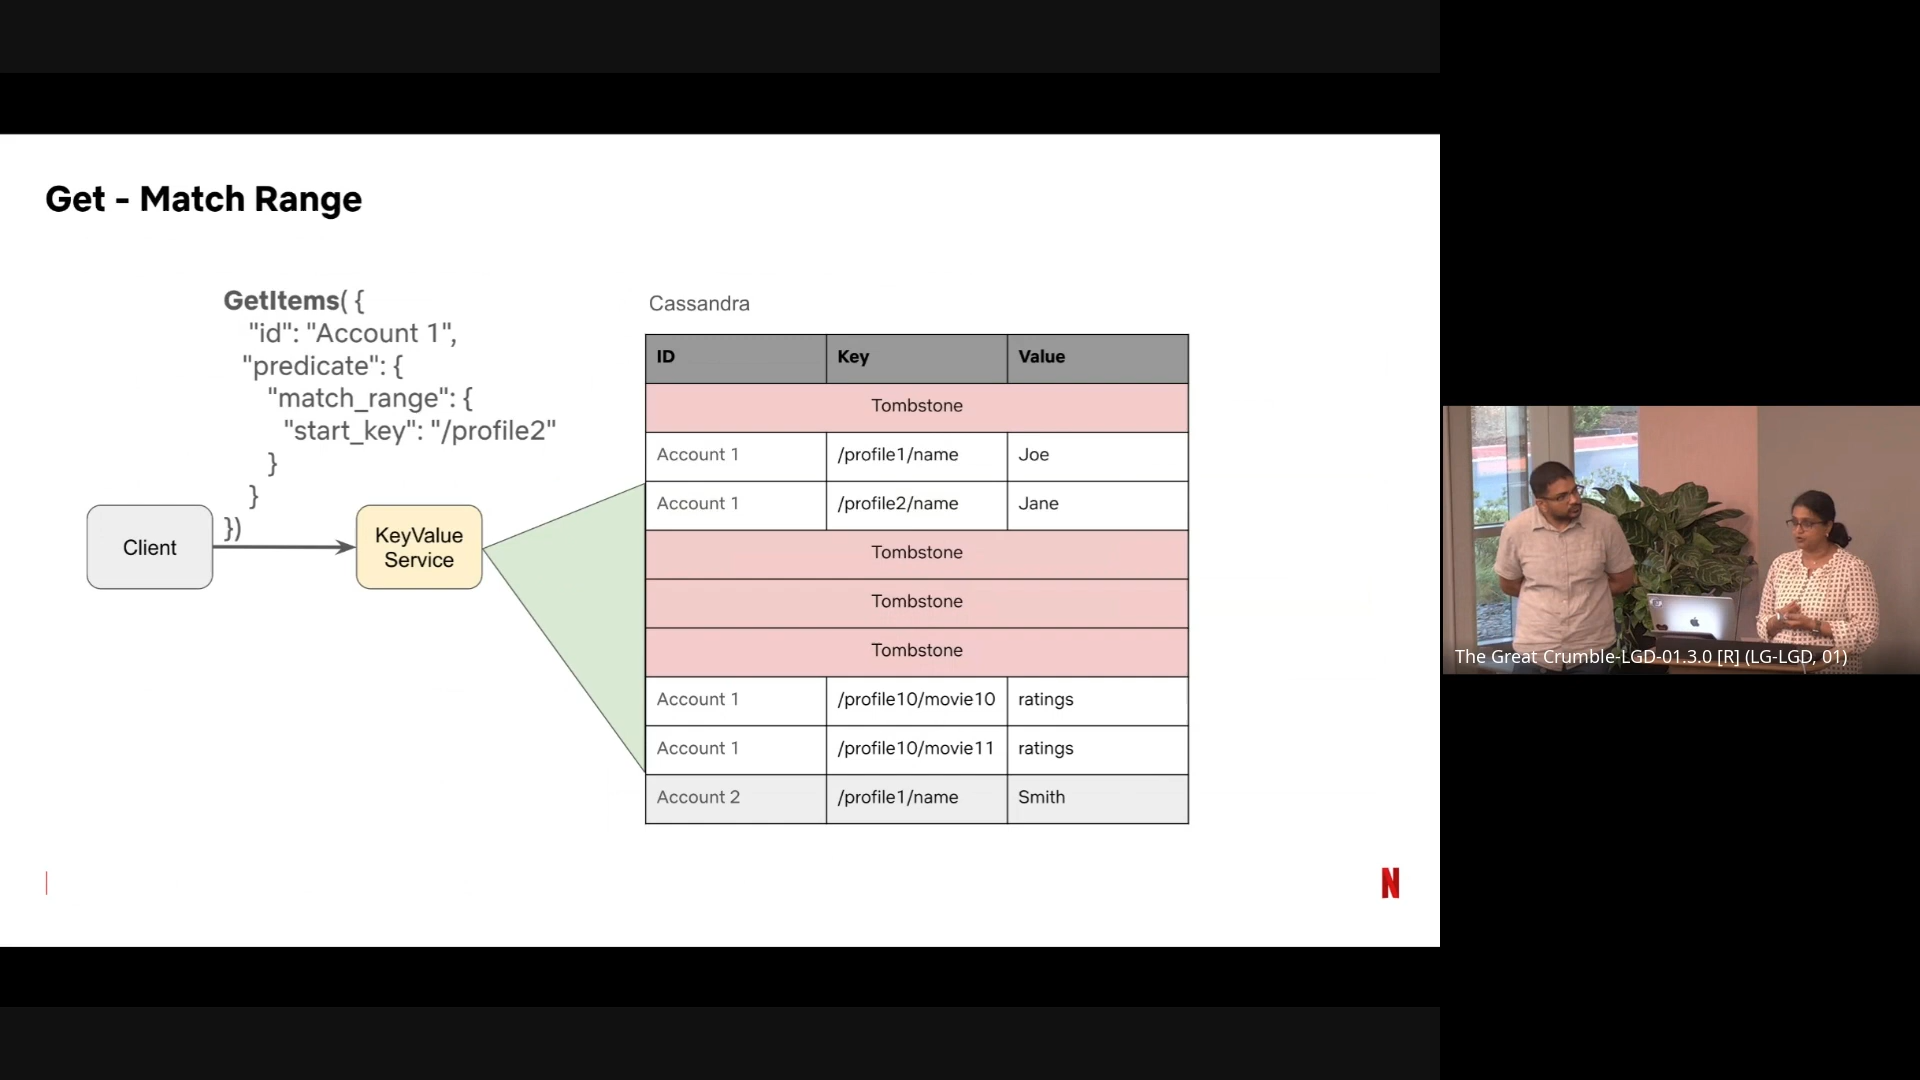 Get - Match Range
GetItems( {
"id": "Account 1",
"predicate": {
"match_range": {
"start_key": "/profile2"
}
}
})
Client
KeyValue
Service
Cassandra
ID Key Value
Tombstone
Account 1 /profile1/name Joe
Account 1 /profile2/name Jane
Tombstone
Tombstone
Tombstone
Account 1 /profile10/movie10 ratings
Account 1 /profile10/movie11 ratings
Account 2 /profile1/name Smith
N
The Great Crumble-LGD-01.3.0 [R] (LG-LGD, 01)